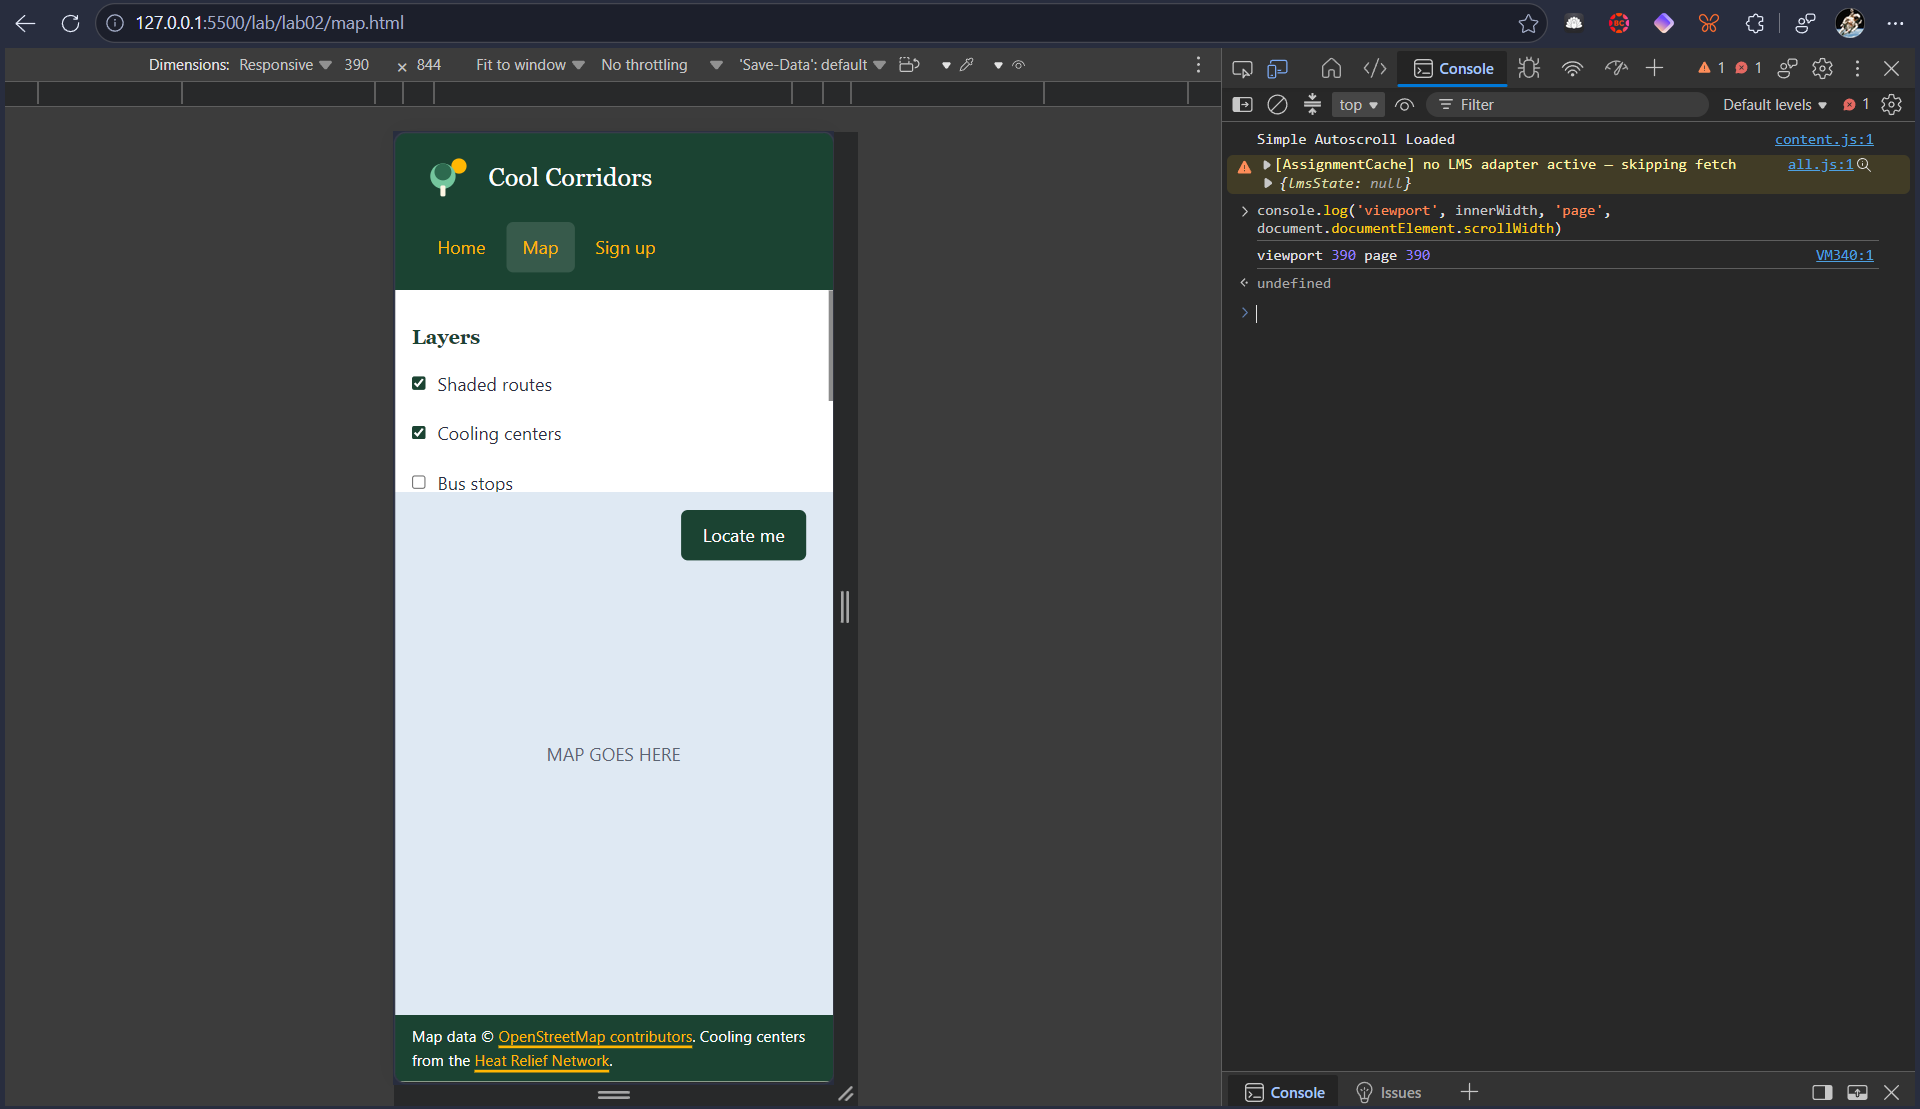 127.0.0.1:5500/lab/lab02/map.html
Dimensions: Responsive 390 × 844 Fit to window No throttling 'Save-Data': default
Console 1 1
top Filter Default levels 1
Cool Corridors
Home Map Sign up
Layers
Shaded routes
Cooling centers
Bus stops
Locate me
MAP GOES HERE
Map data © OpenStreetMap contributors. Cooling centers
from the Heat Relief Network.
Simple Autoscroll Loaded content.js:1
[AssignmentCache] no LMS adapter active — skipping fetch all.js:1
{lmsState: null}
console.log('viewport', innerWidth, 'page',
document.documentElement.scrollWidth)
viewport 390 page 390 VM340:1
undefined
Console Issues